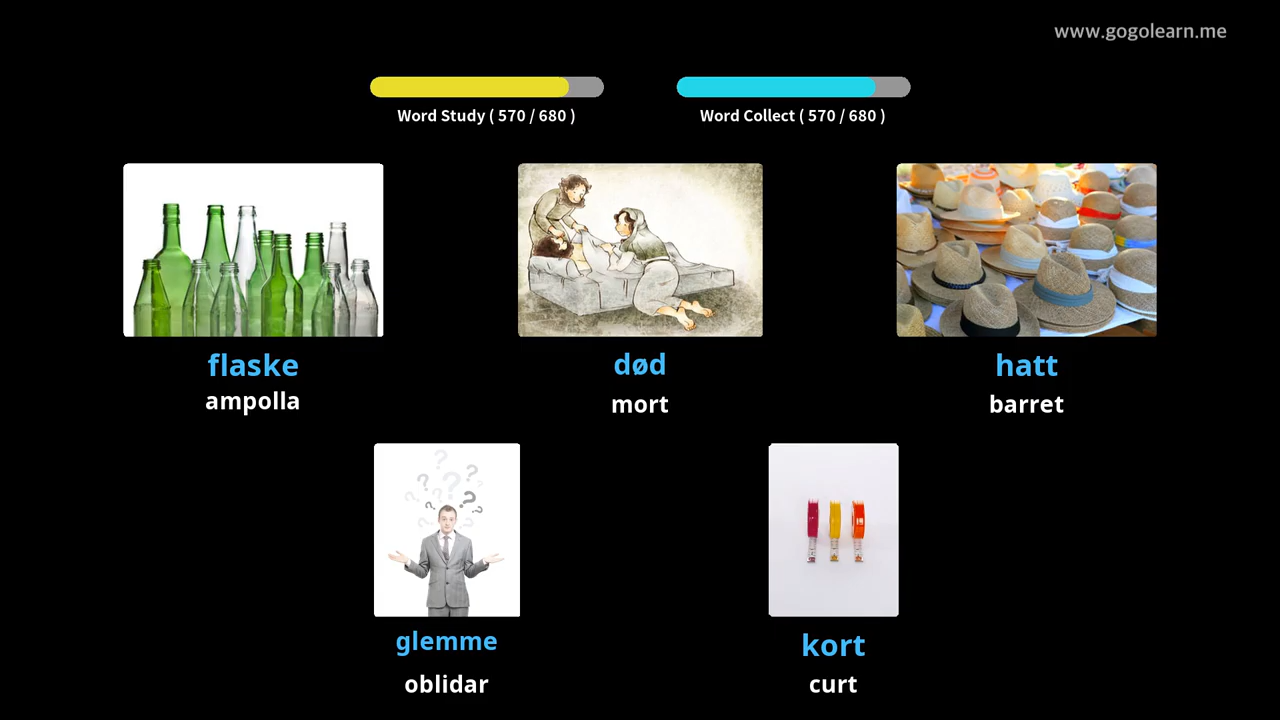 www.gogolearn.me
Word Study ( 570 / 680 )
Word Collect ( 570 / 680 )
flaske
ampolla
død
mort
hatt
barret
glemme
oblidar
kort
curt